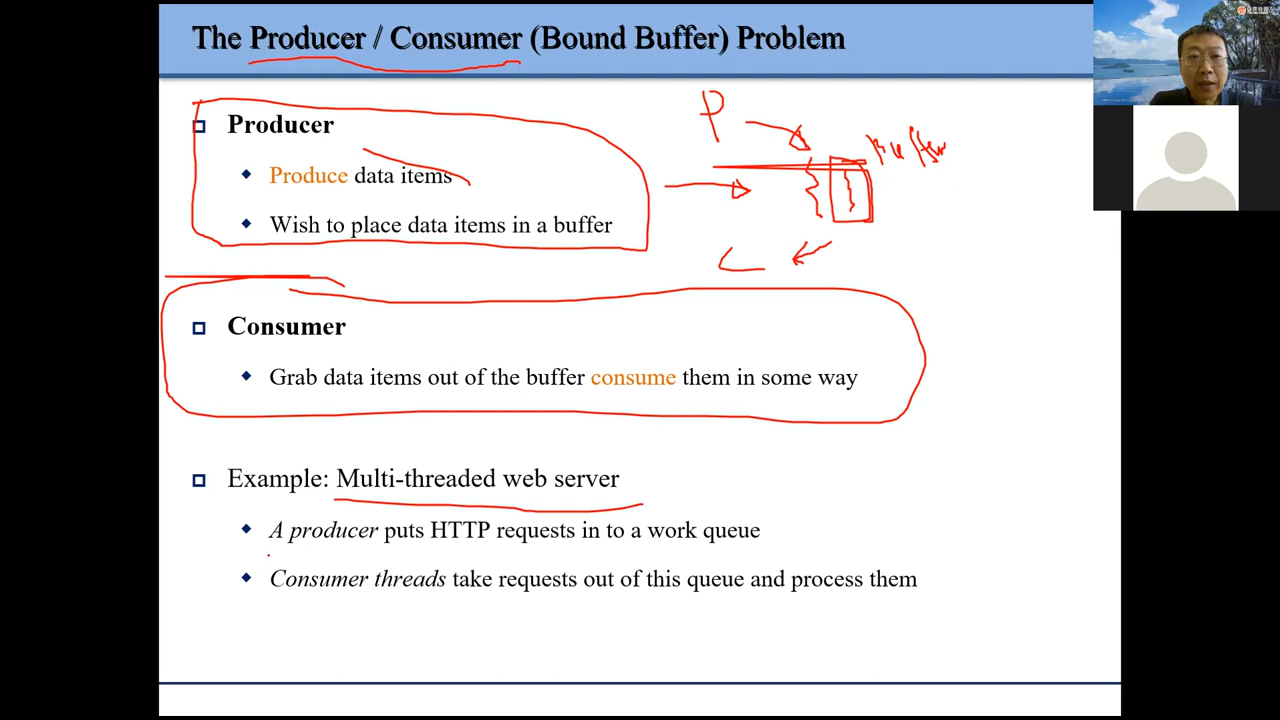 The Producer / Consumer (Bound Buffer) Problem
Producer
Produce data items
Wish to place data items in a buffer
P
Buffer
C
Consumer
Grab data items out of the buffer consume them in some way
Example: Multi-threaded web server
A producer puts HTTP requests in to a work queue
Consumer threads take requests out of this queue and process them